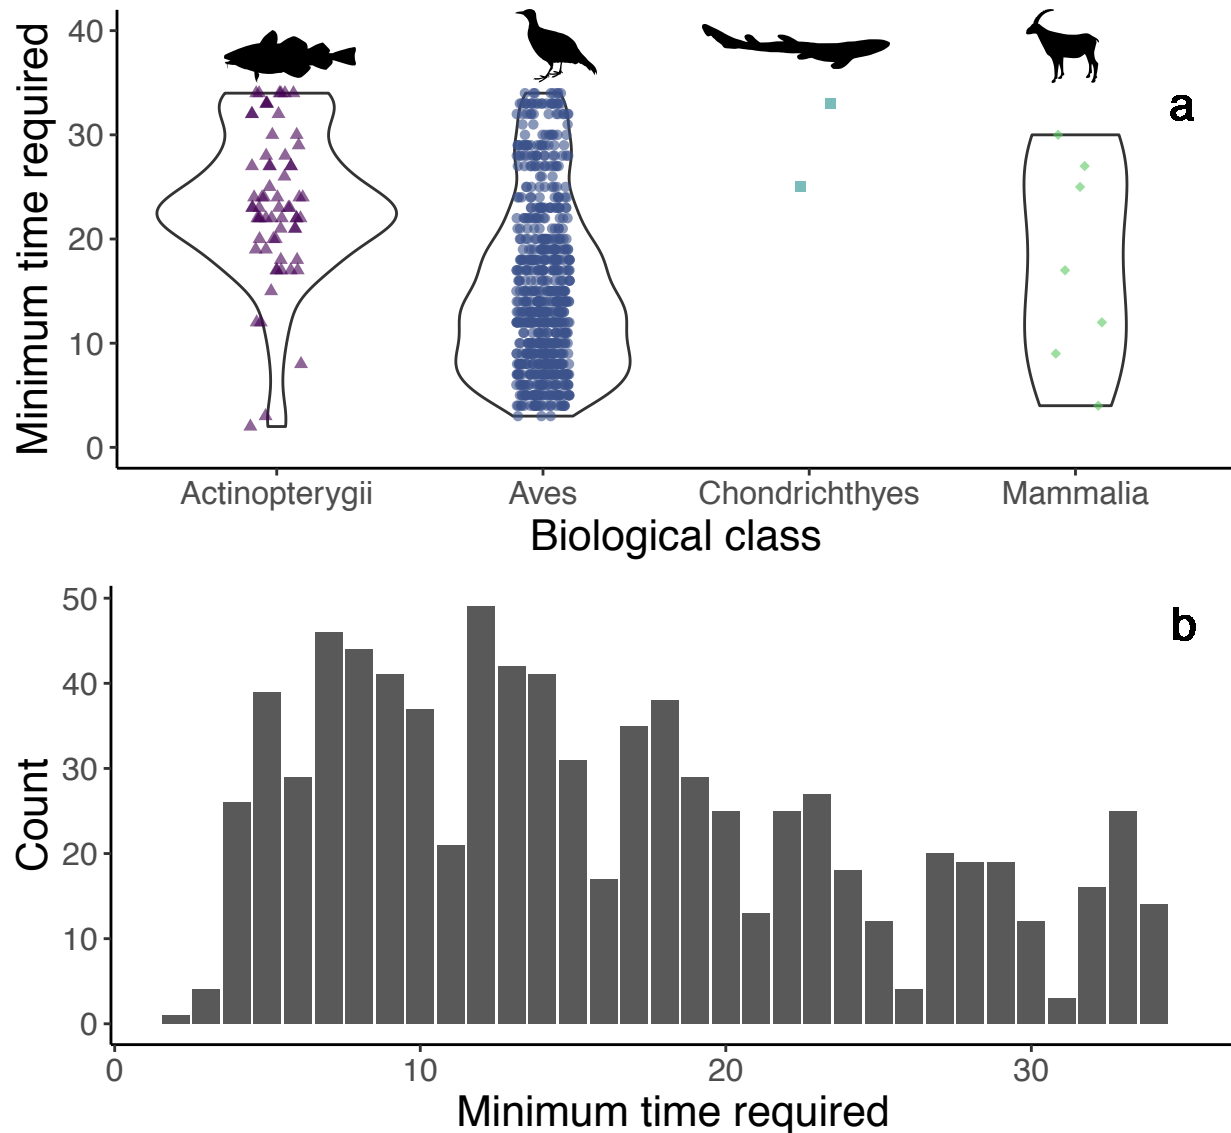 Minimum time required
40
30
20
10
0
a
Actinopterygii Aves Chondrichthyes Mammalia
Biological class
Count
50
40
30
20
10
0
b
0 10 20 30
Minimum time required